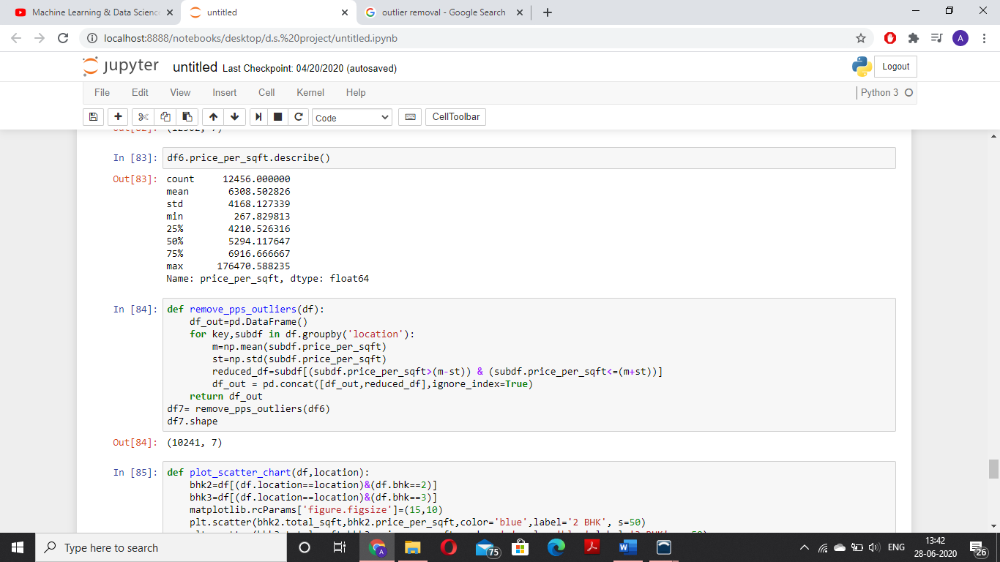 Machine Learning & Data Scienc
untitled
outlier removal - Google Search
localhost:8888/notebooks/desktop/d.s.%20project/untitled.ipynb
A
jupyter untitled Last Checkpoint: 04/20/2020 (autosaved)
Logout
File Edit View Insert Cell Kernel Help
Python 3
Code
CellToolbar
In [83]: df6.price_per_sqft.describe()
Out[83]: count 12456.000000
mean 6308.502826
std 4168.127339
min 267.829813
25% 4210.526316
50% 5294.117647
75% 6916.666667
max 176470.588235
Name: price_per_sqft, dtype: float64
In [84]: def remove_pps_outliers(df):
df_out=pd.DataFrame()
for key,subdf in df.groupby('location'):
m=np.mean(subdf.price_per_sqft)
st=np.std(subdf.price_per_sqft)
reduced_df=subdf[(subdf.price_per_sqft>(m-st)) & (subdf.price_per_sqft<=(m+st))]
df_out = pd.concat([df_out,reduced_df],ignore_index=True)
return df_out
df7= remove_pps_outliers(df6)
df7.shape
Out[84]: (10241, 7)
In [85]: def plot_scatter_chart(df,location):
bhk2=df[(df.location==location)&(df.bhk==2)]
bhk3=df[(df.location==location)&(df.bhk==3)]
matplotlib.rcParams['figure.figsize']=(15,10)
plt.scatter(bhk2.total_sqft,bhk2.price_per_sqft,color='blue',label='2 BHK', s=50)
Type here to search
A
75
W
ENG
13:42
28-06-2020
26